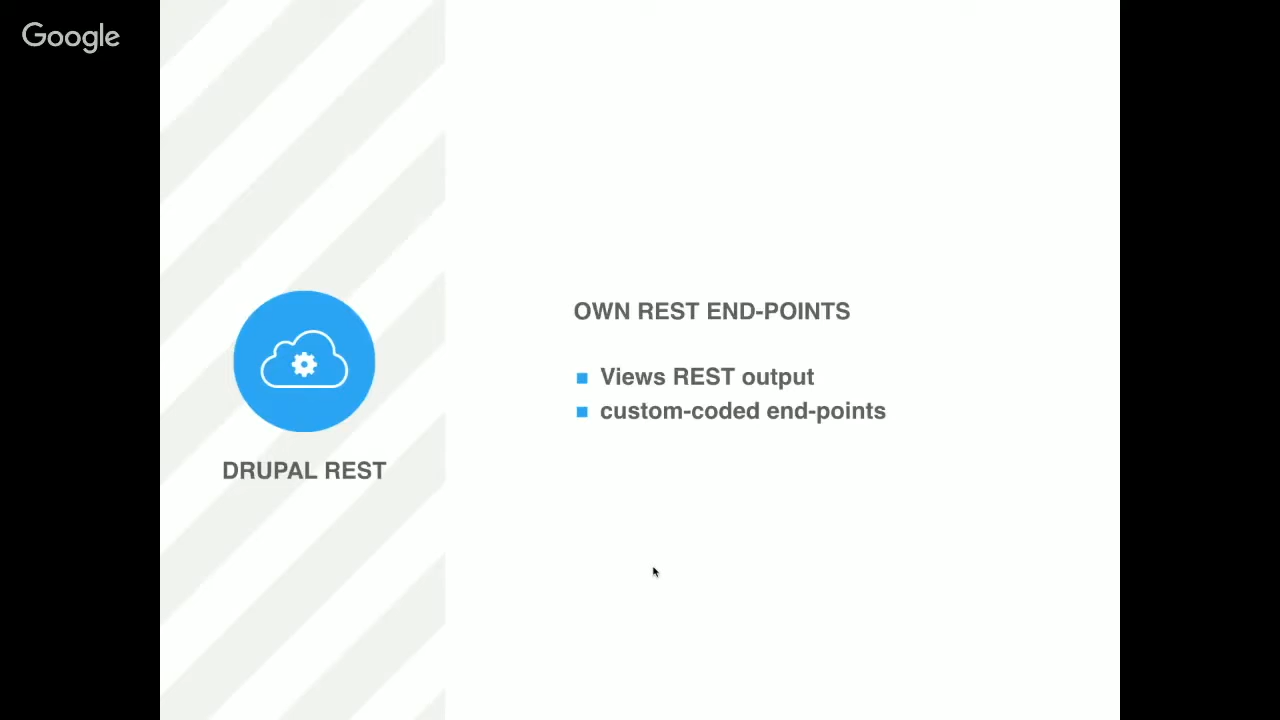 Google
OWN REST END-POINTS
Views REST output
custom-coded end-points
DRUPAL REST